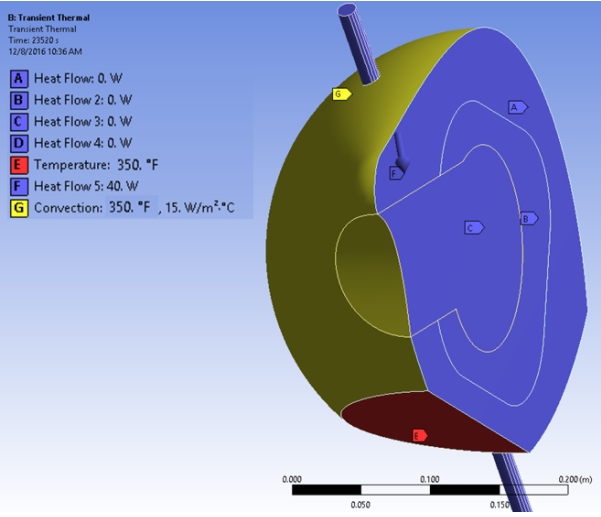 B: Transient Thermal
Transient Thermal
Time: 23520 s
12/8/2016 10:36 AM
A Heat Flow: 0. W
B Heat Flow 2: 0. W
C Heat Flow 3: 0. W
D Heat Flow 4: 0. W
E Temperature: 350. °F
F Heat Flow 5: 40. W
G Convection: 350. °F , 15. W/m²·°C
G
A
F
B
C
E
0.000 0.100 0.200 (m)
0.050 0.150